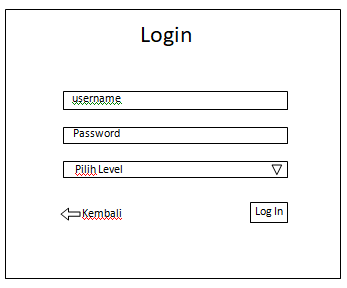 Login
username
Password
Pilih Level
Kembali
Log In